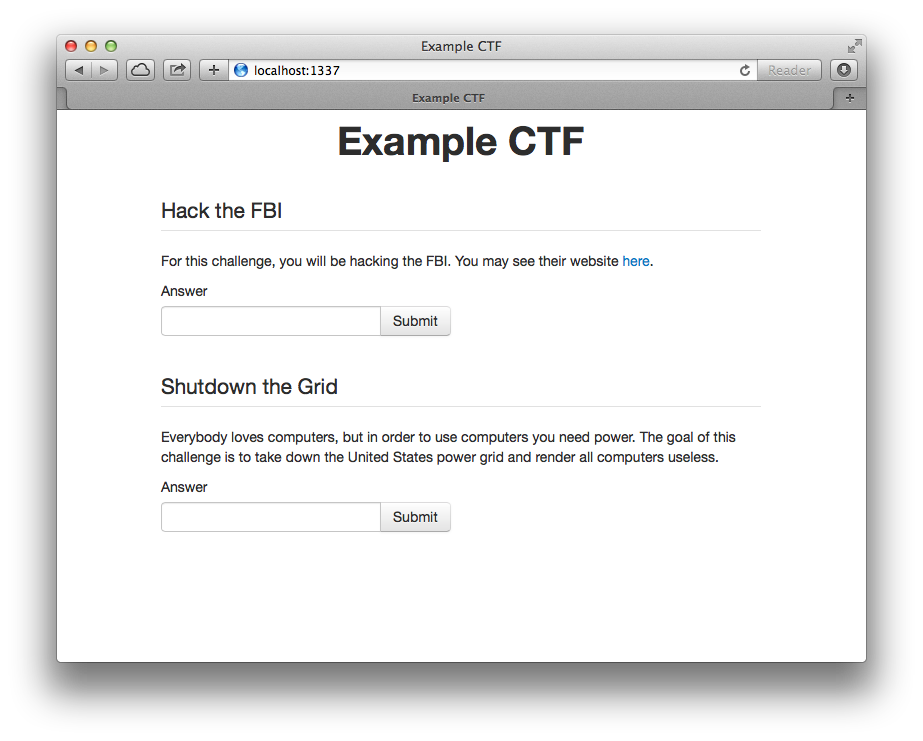 Example CTF
localhost:1337
Reader
Example CTF
Example CTF
Hack the FBI
For this challenge, you will be hacking the FBI. You may see their website here.
Answer
Submit
Shutdown the Grid
Everybody loves computers, but in order to use computers you need power. The goal of this
challenge is to take down the United States power grid and render all computers useless.
Answer
Submit